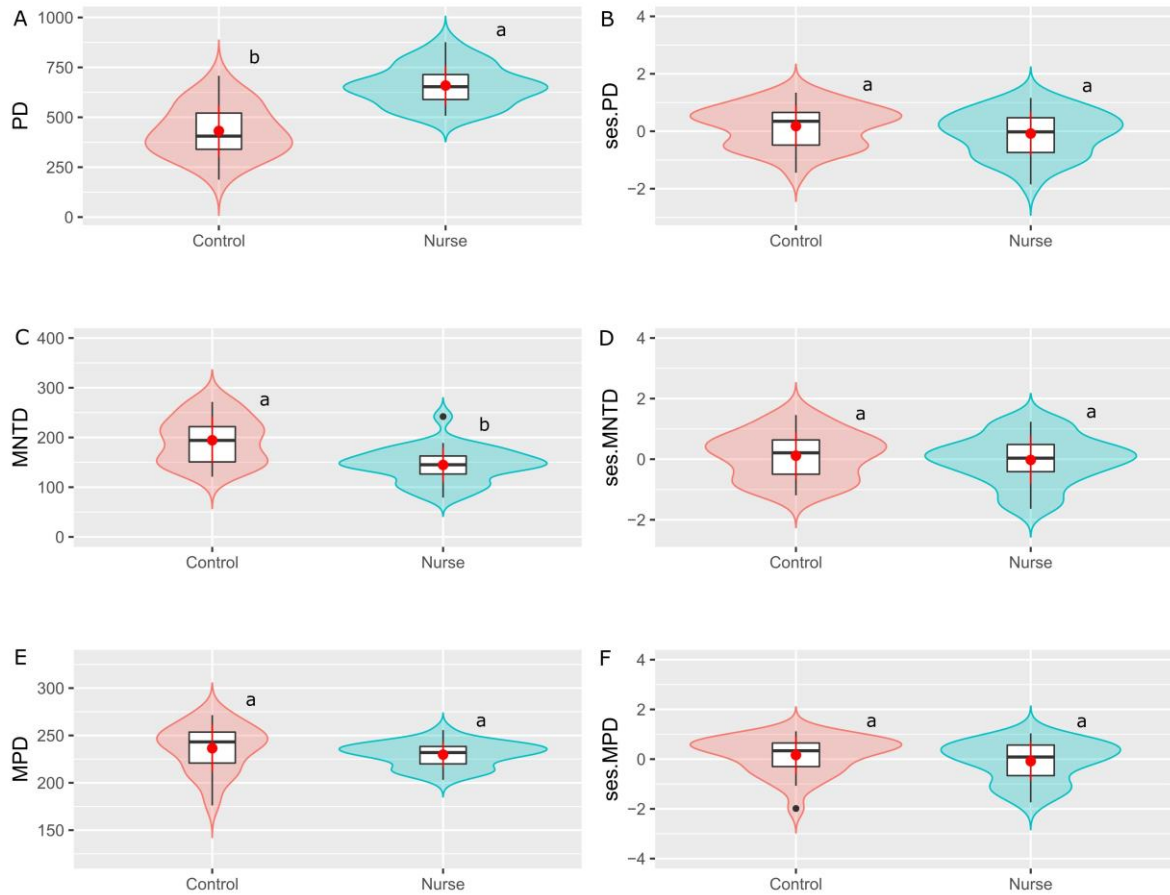 A
PD
1000
750
500
250
0
b
a
Control
Nurse
B
ses.PD
4
2
0
−2
a
a
Control
Nurse
C
MNTD
400
300
200
100
0
a
b
Control
Nurse
D
ses.MNTD
4
2
0
−2
a
a
Control
Nurse
E
MPD
300
250
200
150
a
a
Control
Nurse
F
ses.MPD
4
2
0
−2
−4
a
a
Control
Nurse